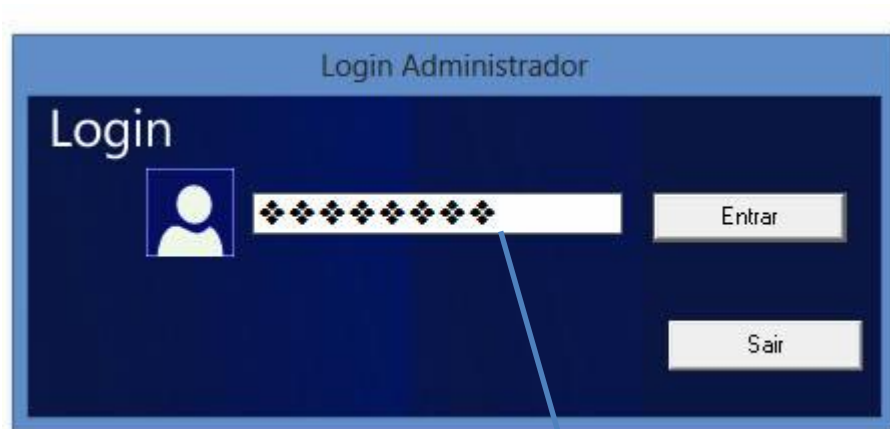 Login Administrador
Login
❖❖❖❖❖❖❖❖
Entrar
Sair